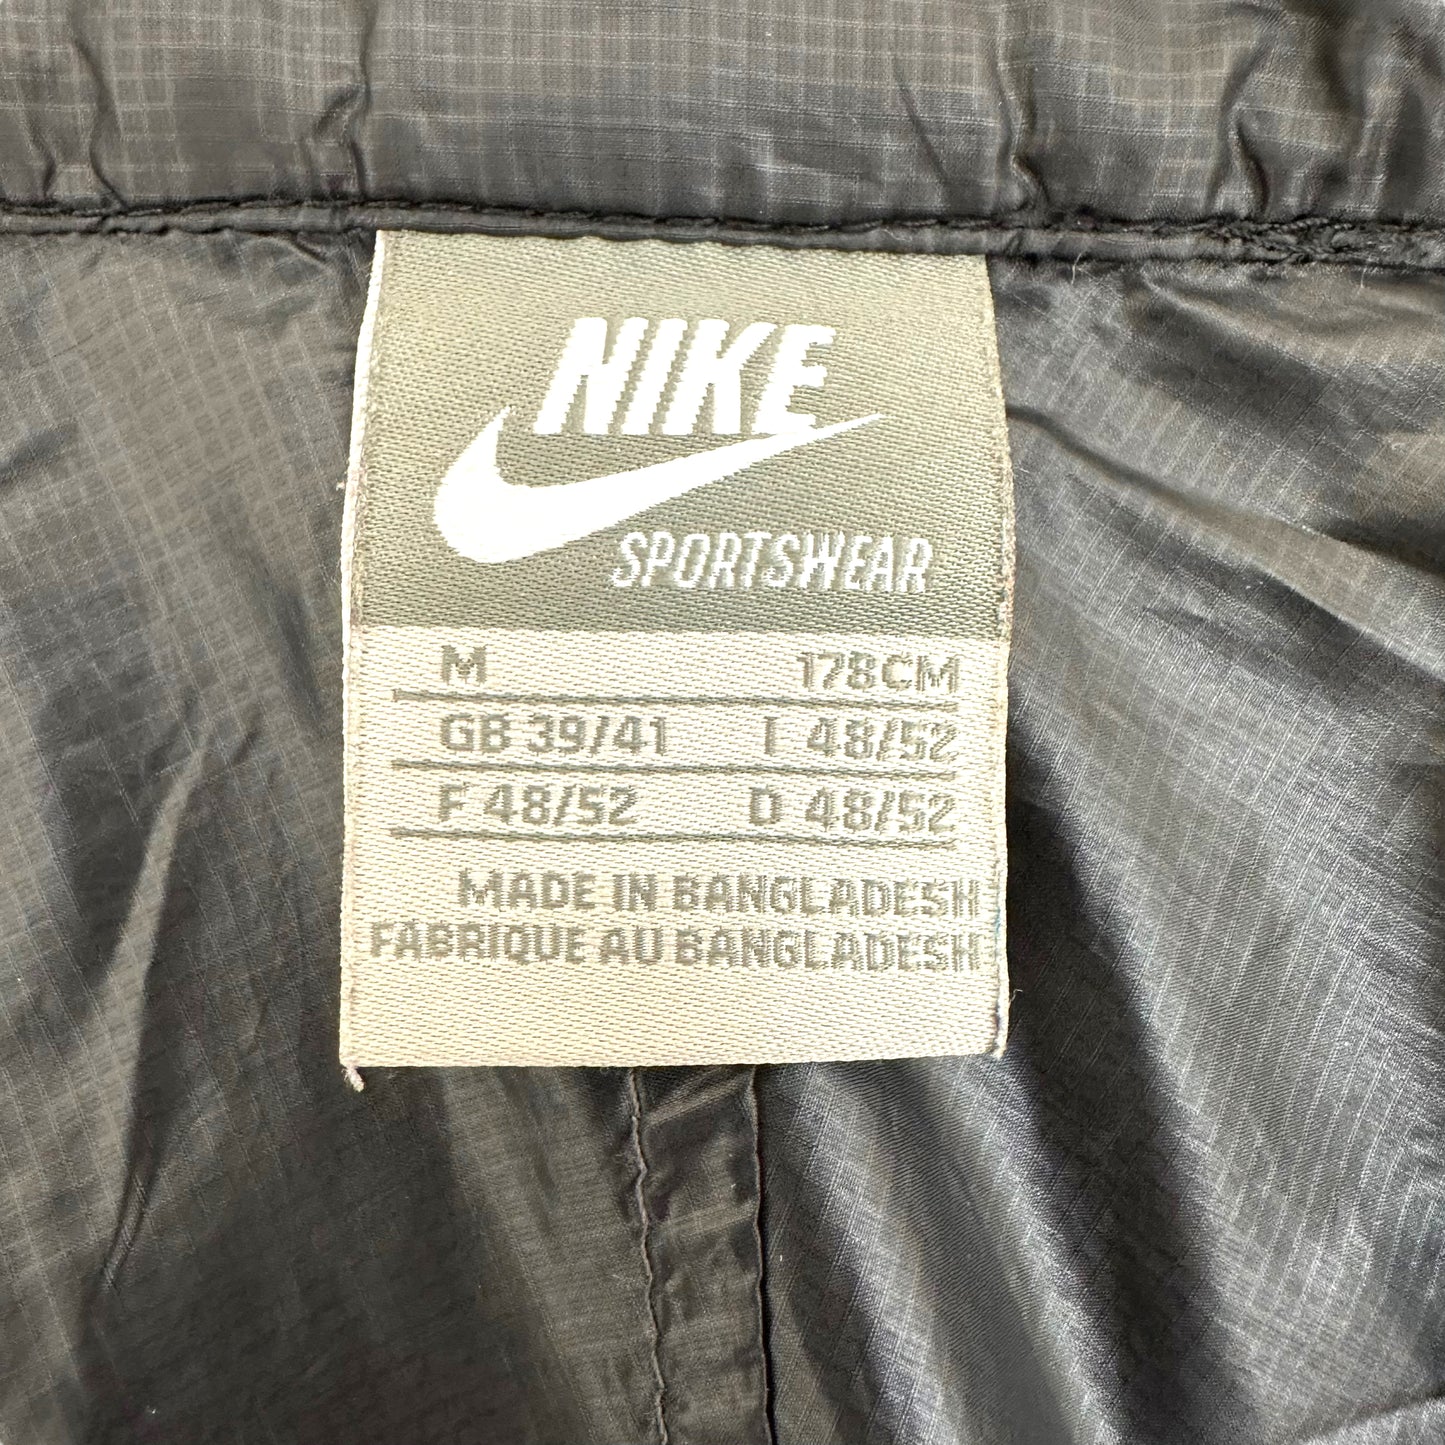 NIKE
SPORTSWEAR
M 178CM
GB 39/41 I 48/52
F 48/52 D 48/52
MADE IN BANGLADESH
FABRIQUE AU BANGLADESH